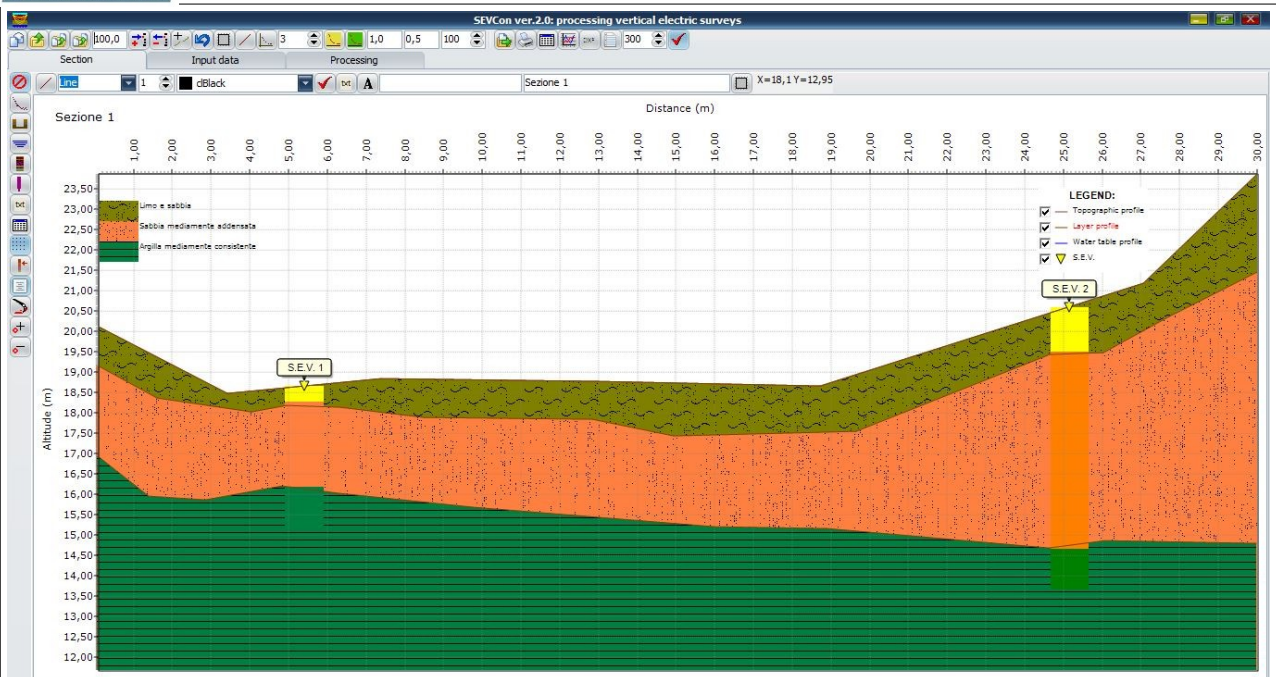 SEVCon ver.2.0: processing vertical electric surveys
100,0 3 1,0 0,5 100 300
Section Input data Processing
Line 1 dBlack txt A Sezione 1 X=18,1 Y=12,95
Distance (m)
Sezione 1
1,00 2,00 3,00 4,00 5,00 6,00 7,00 8,00 9,00 10,00 11,00 12,00 13,00 14,00 15,00 16,00 17,00 18,00 19,00 20,00 21,00 22,00 23,00 24,00 25,00 26,00 27,00 28,00 29,00 30,00
Altitude (m)
23,50
23,00
22,50
22,00
21,50
21,00
20,50
20,00
19,50
19,00
18,50
18,00
17,50
17,00
16,50
16,00
15,50
15,00
14,50
14,00
13,50
13,00
12,50
12,00
Limo e sabbia
Sabbia mediamente addensata
Argilla mediamente consistente
LEGEND:
Topographic profile
Layer profile
Water table profile
S.E.V.
S.E.V. 1
S.E.V. 2
txt